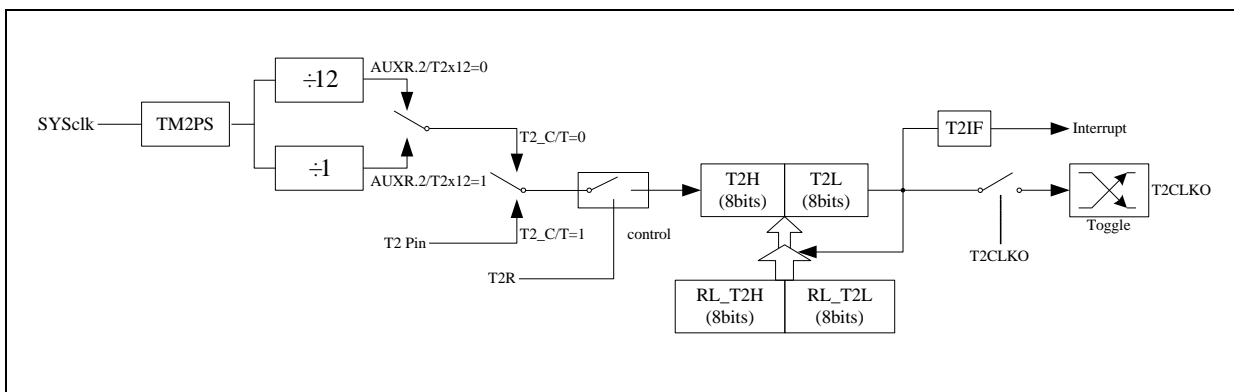 ÷12
AUXR.2/T2x12=0
SYSclk
TM2PS
T2_C/T=0
÷1
AUXR.2/T2x12=1
T2 Pin
T2_C/T=1
control
T2R
T2H
(8bits)
T2L
(8bits)
T2IF
Interrupt
T2CLKO
Toggle
T2CLKO
RL_T2H
(8bits)
RL_T2L
(8bits)